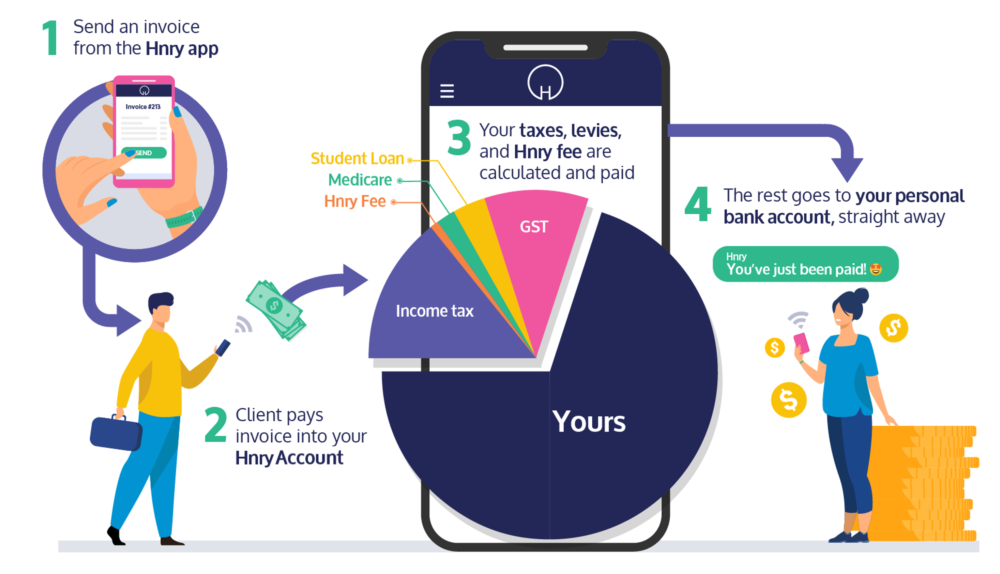 1
Send an invoice
from the Hnry app
H
Invoice #213
SEND
2
Client pays
invoice into your
Hnry Account
H
3
Your taxes, levies,
and Hnry fee are
calculated and paid
Student Loan
Medicare
Hnry Fee
Income tax
GST
Yours
4
The rest goes to your personal
bank account, straight away
Hnry
You've just been paid! 🤩
$
$
$
$